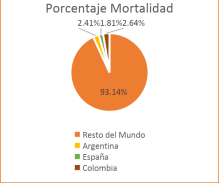 Porcentaje Mortalidad
2.41% 1.81% 2.64%
93.14%
Resto del Mundo
Argentina
España
Colombia